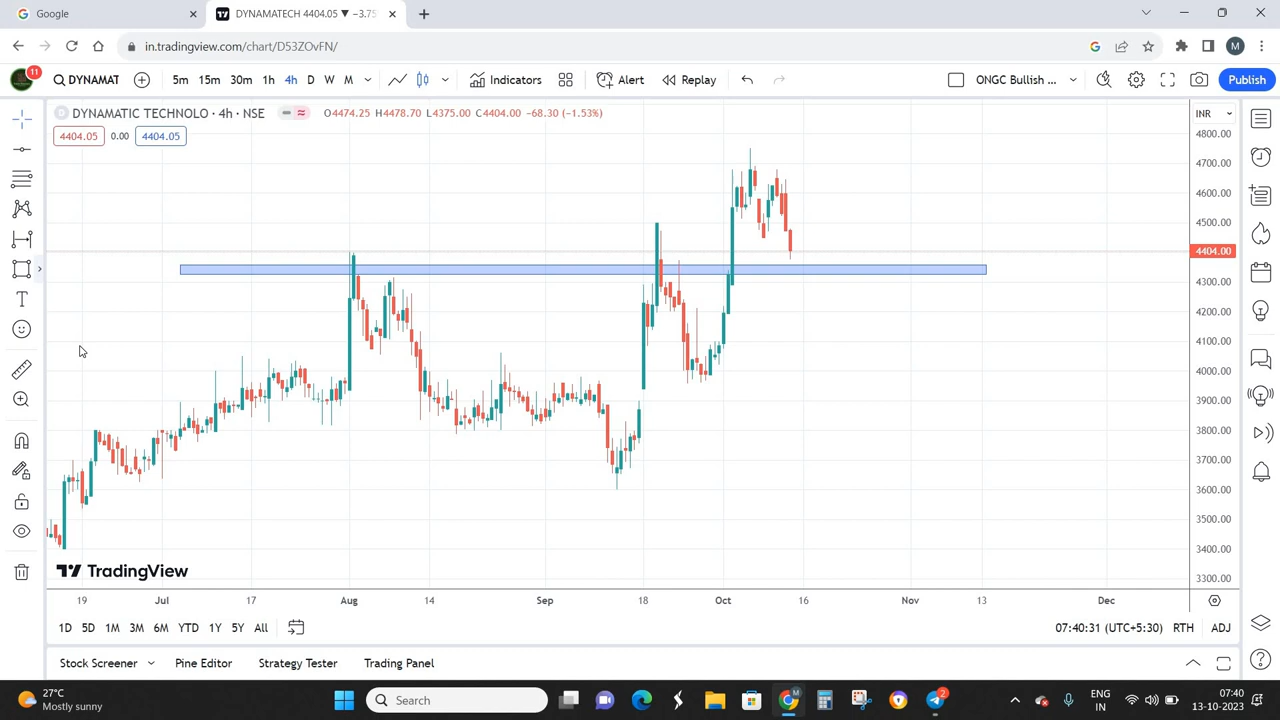 Google
DYNAMATECH 4404.05 ▼ −3.75
in.tradingview.com/chart/D53ZOvFN/
M
11
DYNAMAT
5m 15m 30m 1h 4h D W M
Indicators
Alert
Replay
ONGC Bullish ...
Publish
DYNAMATIC TECHNOLO · 4h · NSE
O4474.25 H4478.70 L4375.00 C4404.00 −68.30 (−1.53%)
INR
4404.05 0.00 4404.05
4800.00
4700.00
4600.00
4500.00
4404.00
4300.00
4200.00
4100.00
4000.00
3900.00
3800.00
3700.00
3600.00
3500.00
3400.00
3300.00
TradingView
19 Jul 17 Aug 14 Sep 18 Oct 16 Nov 13 Dec
1D 5D 1M 3M 6M YTD 1Y 5Y All
07:40:31 (UTC+5:30) RTH ADJ
Stock Screener Pine Editor Strategy Tester Trading Panel
27°C
Mostly sunny
Search
M
2
ENG
IN
07:40
13-10-2023